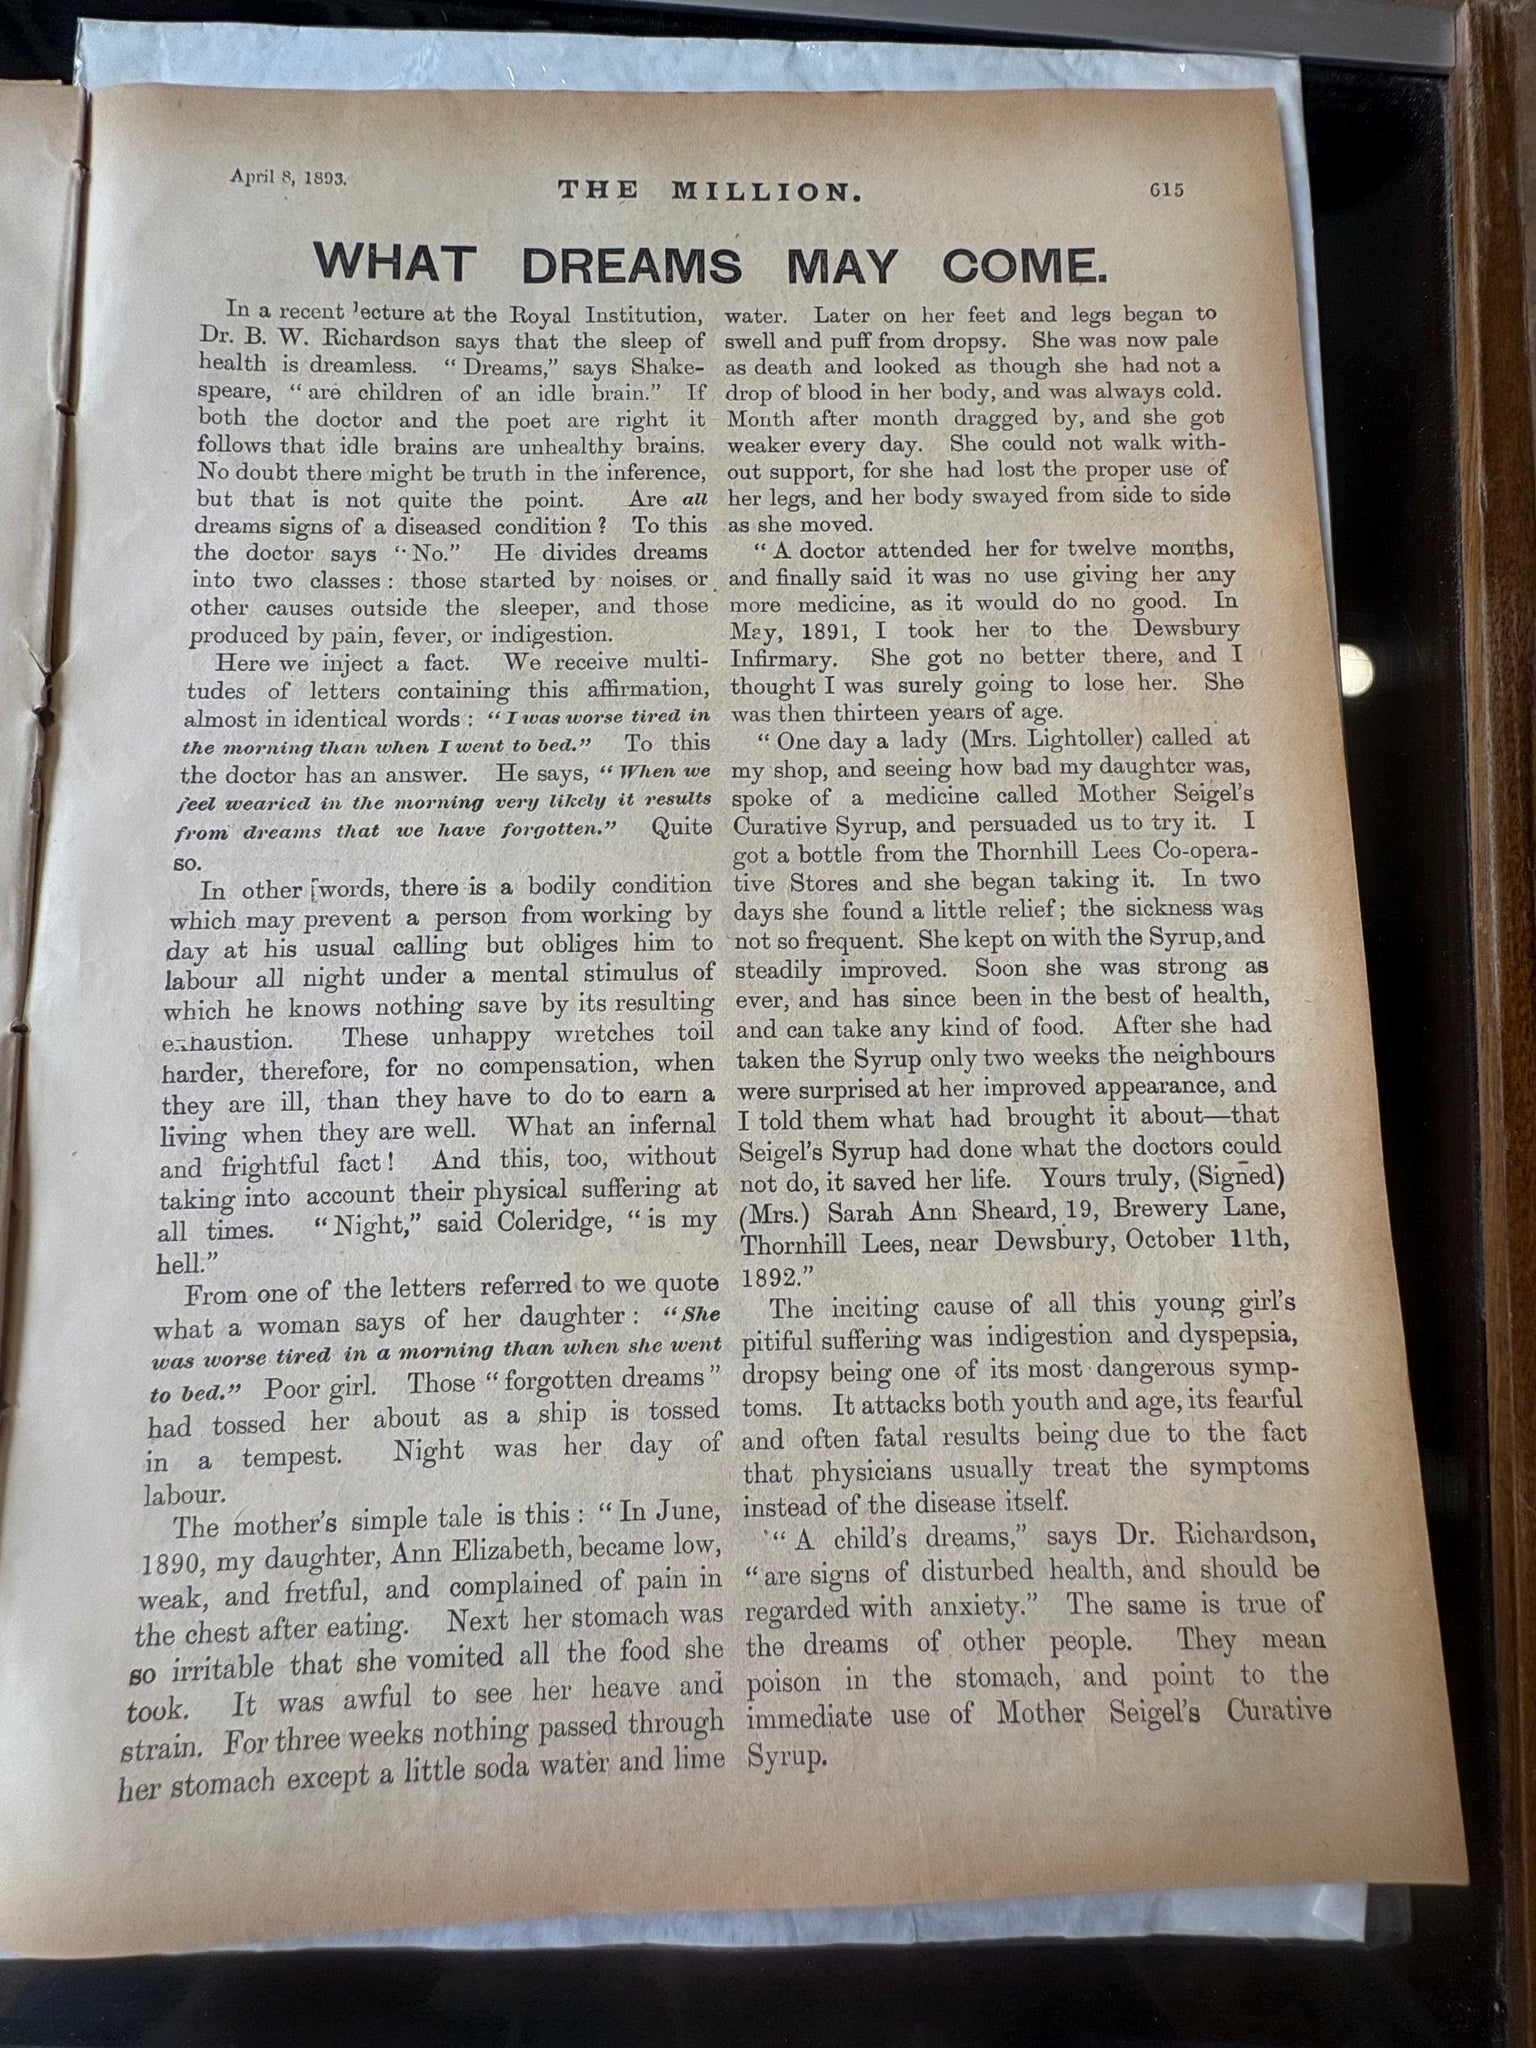 April 8, 1893.
THE MILLION.
615
WHAT DREAMS MAY COME.
In a recent lecture at the Royal Institution,
Dr. B. W. Richardson says that the sleep of
health is dreamless. "Dreams," says Shake-
speare, "are children of an idle brain." If
both the doctor and the poet are right it
follows that idle brains are unhealthy brains.
No doubt there might be truth in the inference,
but that is not quite the point. Are all
dreams signs of a diseased condition? To this
the doctor says "No." He divides dreams
into two classes: those started by noises or
other causes outside the sleeper, and those
produced by pain, fever, or indigestion.
Here we inject a fact. We receive multi-
tudes of letters containing this affirmation,
almost in identical words: "I was worse tired in
the morning than when I went to bed." To this
the doctor has an answer. He says, "When we
feel wearied in the morning very likely it results
from dreams that we have forgotten." Quite
so.
In other words, there is a bodily condition
which may prevent a person from working by
day at his usual calling but obliges him to
labour all night under a mental stimulus of
which he knows nothing save by its resulting
exhaustion. These unhappy wretches toil
harder, therefore, for no compensation, when
they are ill, than they have to do to earn a
living when they are well. What an infernal
and frightful fact! And this, too, without
taking into account their physical suffering at
all times. "Night," said Coleridge, "is my
hell."
From one of the letters referred to we quote
what a woman says of her daughter: "She
was worse tired in a morning than when she went
to bed." Poor girl. Those "forgotten dreams"
had tossed her about as a ship is tossed
in a tempest. Night was her day of
labour.
The mother's simple tale is this: "In June,
1890, my daughter, Ann Elizabeth, became low,
weak, and fretful, and complained of pain in
the chest after eating. Next her stomach was
so irritable that she vomited all the food she
took. It was awful to see her heave and
strain. For three weeks nothing passed through
her stomach except a little soda water and lime
water. Later on her feet and legs began to
swell and puff from dropsy. She was now pale
as death and looked as though she had not a
drop of blood in her body, and was always cold.
Month after month dragged by, and she got
weaker every day. She could not walk with-
out support, for she had lost the proper use of
her legs, and her body swayed from side to side
as she moved.
"A doctor attended her for twelve months,
and finally said it was no use giving her any
more medicine, as it would do no good. In
May, 1891, I took her to the Dewsbury
Infirmary. She got no better there, and I
thought I was surely going to lose her. She
was then thirteen years of age.
"One day a lady (Mrs. Lightoller) called at
my shop, and seeing how bad my daughter was,
spoke of a medicine called Mother Seigel's
Curative Syrup, and persuaded us to try it. I
got a bottle from the Thornhill Lees Co-opera-
tive Stores and she began taking it. In two
days she found a little relief; the sickness was
not so frequent. She kept on with the Syrup, and
steadily improved. Soon she was strong as
ever, and has since been in the best of health,
and can take any kind of food. After she had
taken the Syrup only two weeks the neighbours
were surprised at her improved appearance, and
I told them what had brought it about—that
Seigel's Syrup had done what the doctors could
not do, it saved her life. Yours truly, (Signed)
(Mrs.) Sarah Ann Sheard, 19, Brewery Lane,
Thornhill Lees, near Dewsbury, October 11th,
1892."
The inciting cause of all this young girl's
pitiful suffering was indigestion and dyspepsia,
dropsy being one of its most dangerous symp-
toms. It attacks both youth and age, its fearful
and often fatal results being due to the fact
that physicians usually treat the symptoms
instead of the disease itself.
"A child's dreams," says Dr. Richardson,
"are signs of disturbed health, and should be
regarded with anxiety." The same is true of
the dreams of other people. They mean
poison in the stomach, and point to the
immediate use of Mother Seigel's Curative
Syrup.